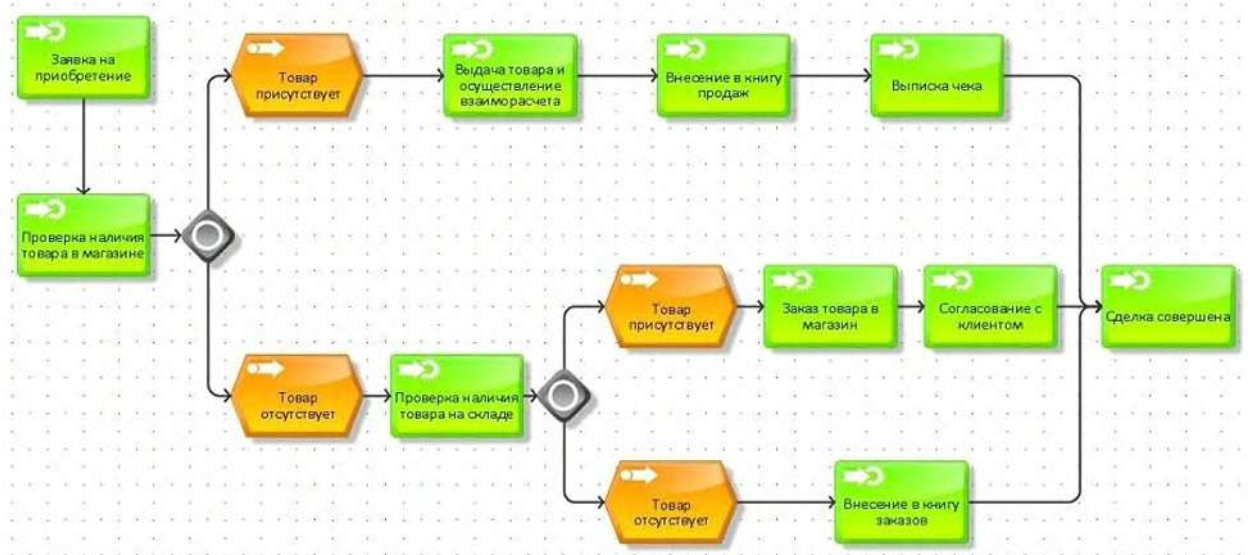 Заявка на
приобретение
Товар
присутствует
Выдача товара и
осуществление
взаиморасчета
Внесение в книгу
продаж
Выписка чека
Проверка наличия
товара в магазине
Товар
присутствует
Заказ товара в
магазин
Согласование с
клиентом
Сделка совершена
Товар
отсутствует
Проверка наличия
товара на складе
Товар
отсутствует
Внесение в книгу
заказов